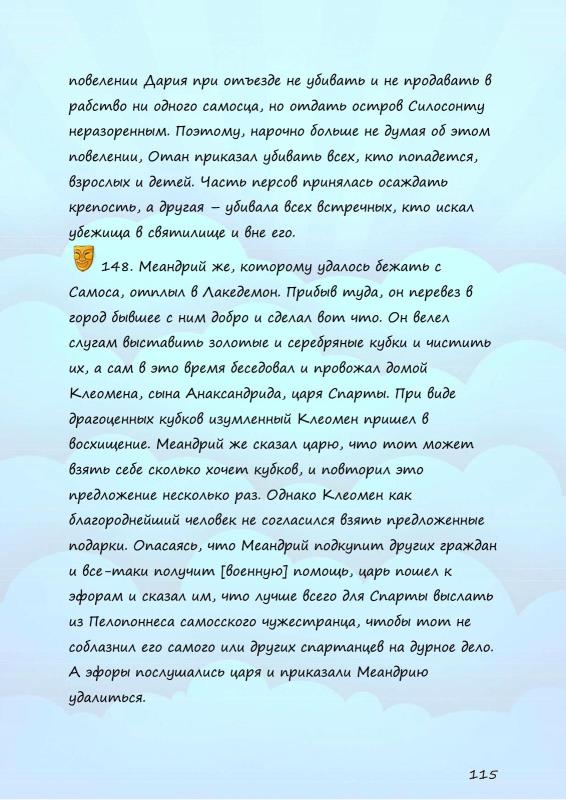 повелении Дария при отъезде не убивать и не продавать в
рабство ни одного самосца, но отдать остров Силосонту
неразоренным. Поэтому, нарочно больше не думая об этом
повелении, Отан приказал убивать всех, кто попадется,
взрослых и детей. Часть персов принялась осаждать
крепость, а другая – убивала всех встречных, кто искал
убежища в святилище и вне его.
148. Меандрий же, которому удалось бежать с
Самоса, отплыл в Лакедемон. Прибыв туда, он перевез в
город бывшее с ним добро и сделал вот что. Он велел
слугам выставить золотые и серебряные кубки и чистить
их, а сам в это время беседовал и провожал домой
Клеомена, сына Анаксандрида, царя Спарты. При виде
драгоценных кубков изумленный Клеомен пришел в
восхищение. Меандрий же сказал царю, что тот может
взять себе сколько хочет кубков, и повторил это
предложение несколько раз. Однако Клеомен как
благороднейший человек не согласился взять предложенные
подарки. Опасаясь, что Меандрий подкупит других граждан
и все-таки получит [военную] помощь, царь пошел к
эфорам и сказал им, что лучше всего для Спарты выслать
из Пелопоннеса самосского чужестранца, чтобы тот не
соблазнил его самого или других спартанцев на дурное дело.
А эфоры послушались царя и приказали Меандрию
удалиться.
115